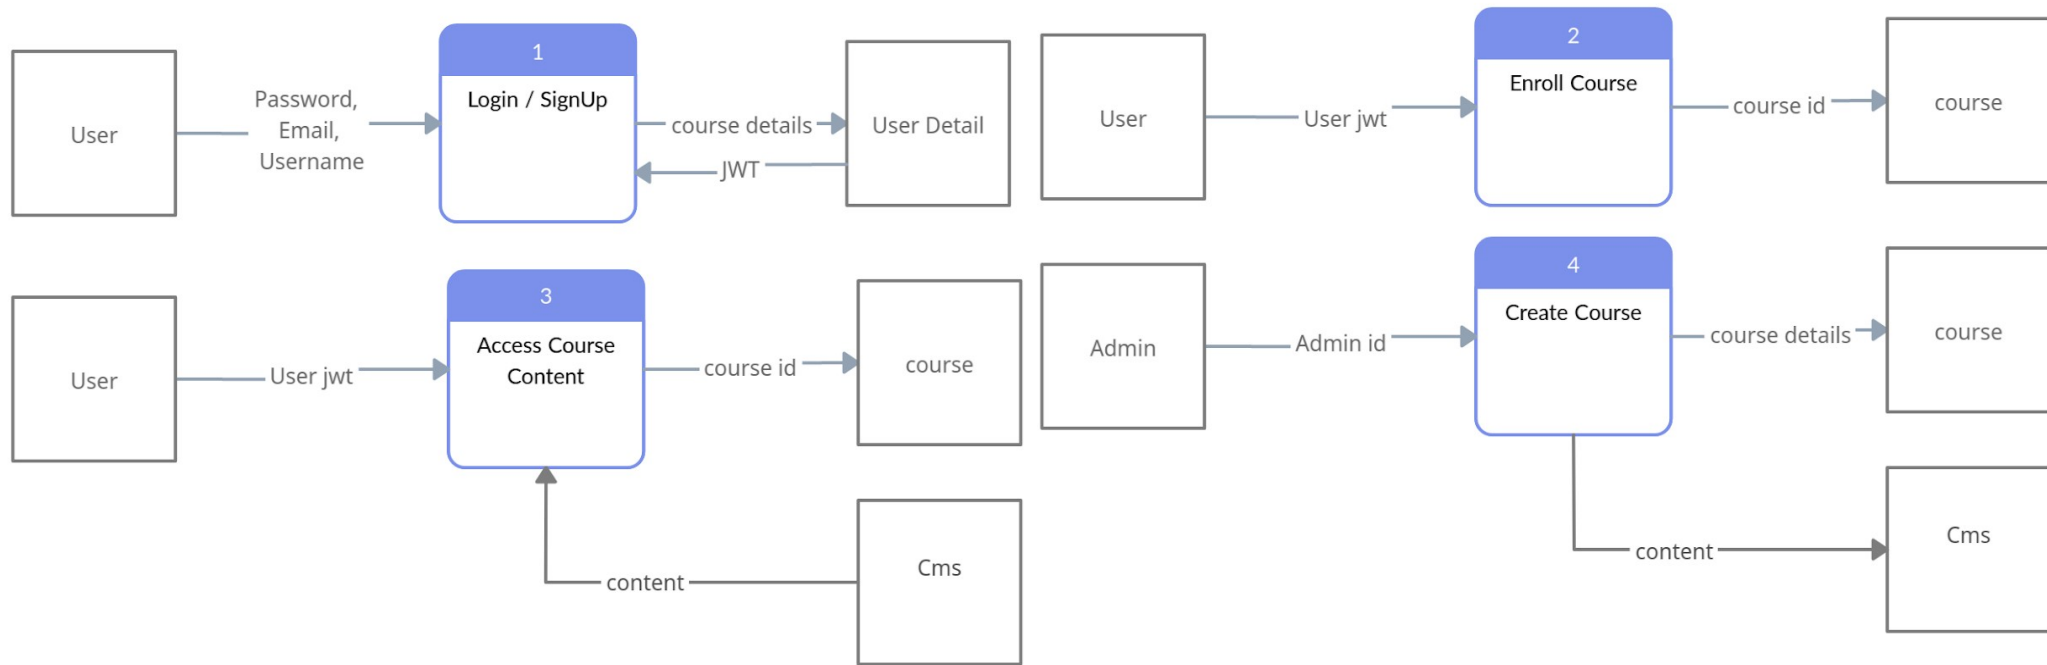 1
Login / SignUp
User
Password,
Email,
Username
course details
JWT
User Detail
2
Enroll Course
User
User jwt
course id
course
3
Access Course
Content
User
User jwt
course id
course
content
Cms
4
Create Course
Admin
Admin id
course details
course
content
Cms